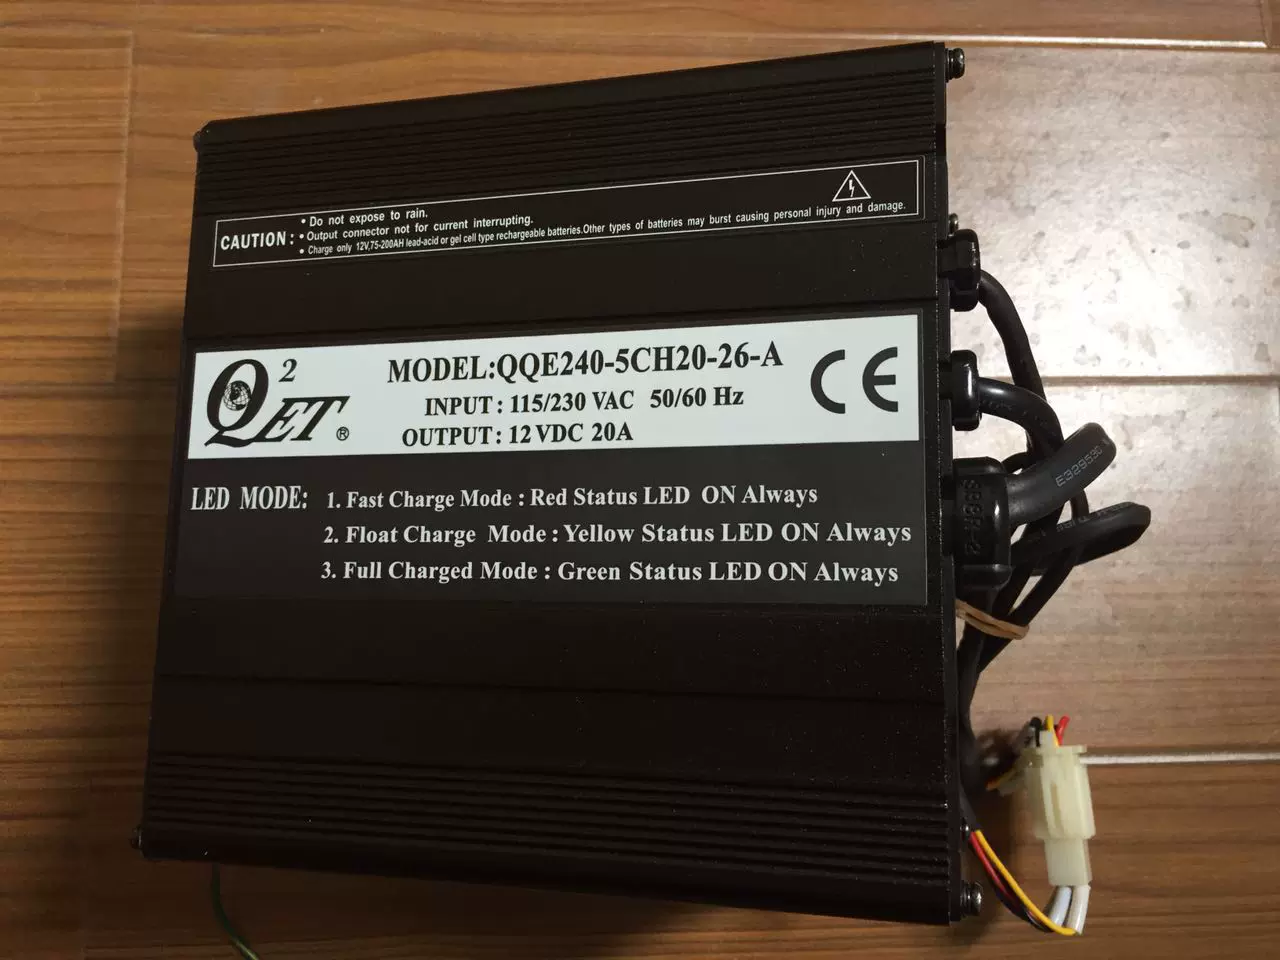 CAUTION :
• Do not expose to rain.
• Output connector not for current interrupting.
• Charge only 12V,75-200AH lead-acid or gel cell type rechargeable batteries.Other types of batteries may burst causing personal injury and damage.
Q2ET ®
MODEL:QQE240-5CH20-26-A
INPUT : 115/230 VAC 50/60 Hz
OUTPUT : 12 VDC 20A
CE
LED MODE: 1. Fast Charge Mode : Red Status LED ON Always
2. Float Charge Mode : Yellow Status LED ON Always
3. Full Charged Mode : Green Status LED ON Always
E329530